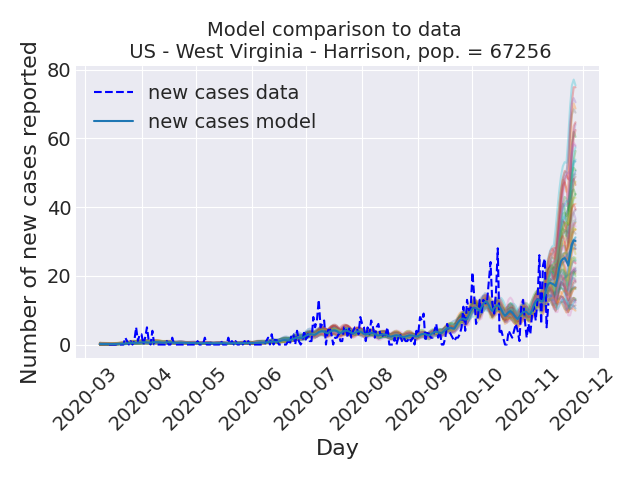 Model comparison to data
US - West Virginia - Harrison, pop. = 67256
Number of new cases reported
80
60
40
20
0
new cases data
new cases model
2020-03
2020-04
2020-05
2020-06
2020-07
2020-08
2020-09
2020-10
2020-11
2020-12
Day